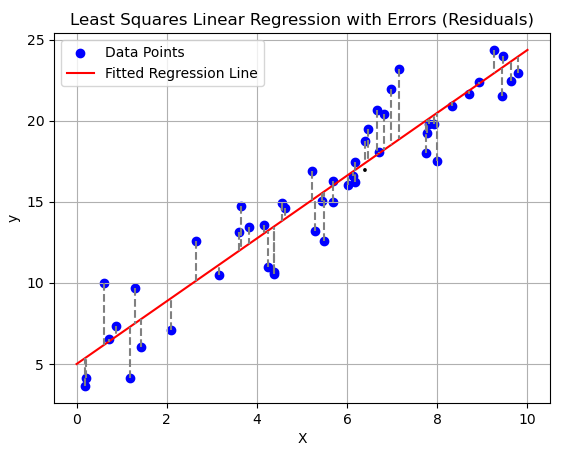 Least Squares Linear Regression with Errors (Residuals)
Data Points
Fitted Regression Line
25
20
15
10
5
y
0 2 4 6 8 10
X